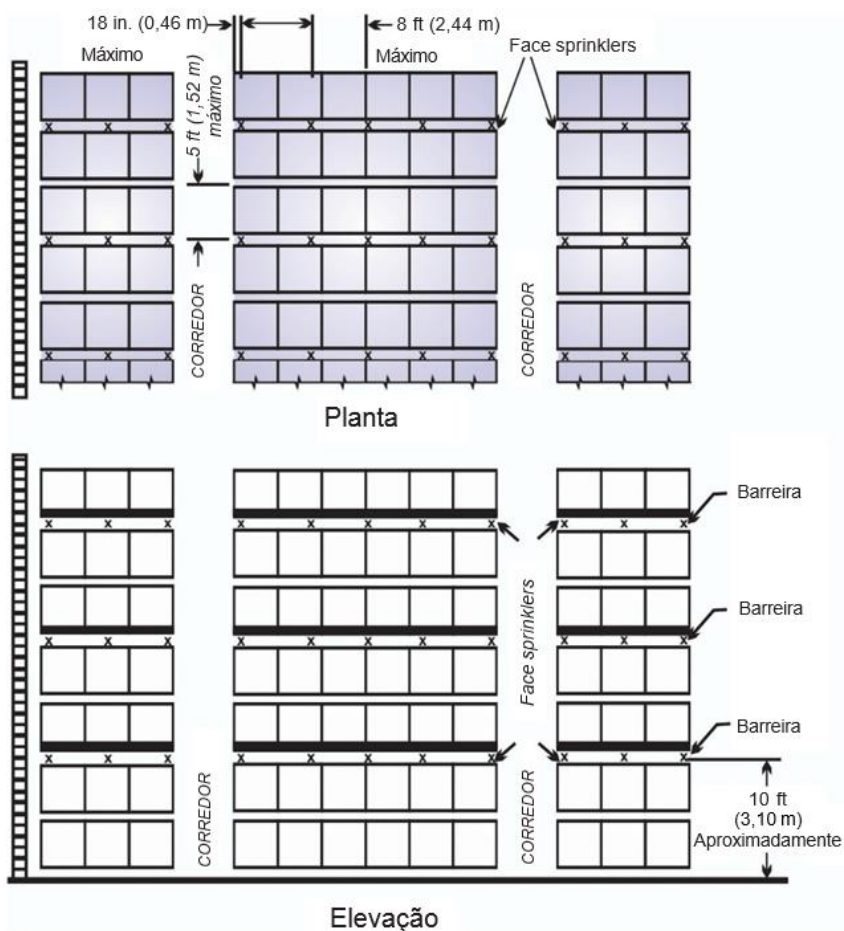 18 in. (0,46 m)
Máximo
8 ft (2,44 m)
Máximo
Face sprinklers
5 ft (1,52 m)
máximo
CORREDOR
CORREDOR
Planta
Barreira
Face sprinklers
Barreira
Barreira
CORREDOR
CORREDOR
10 ft
(3,10 m)
Aproximadamente
Elevação